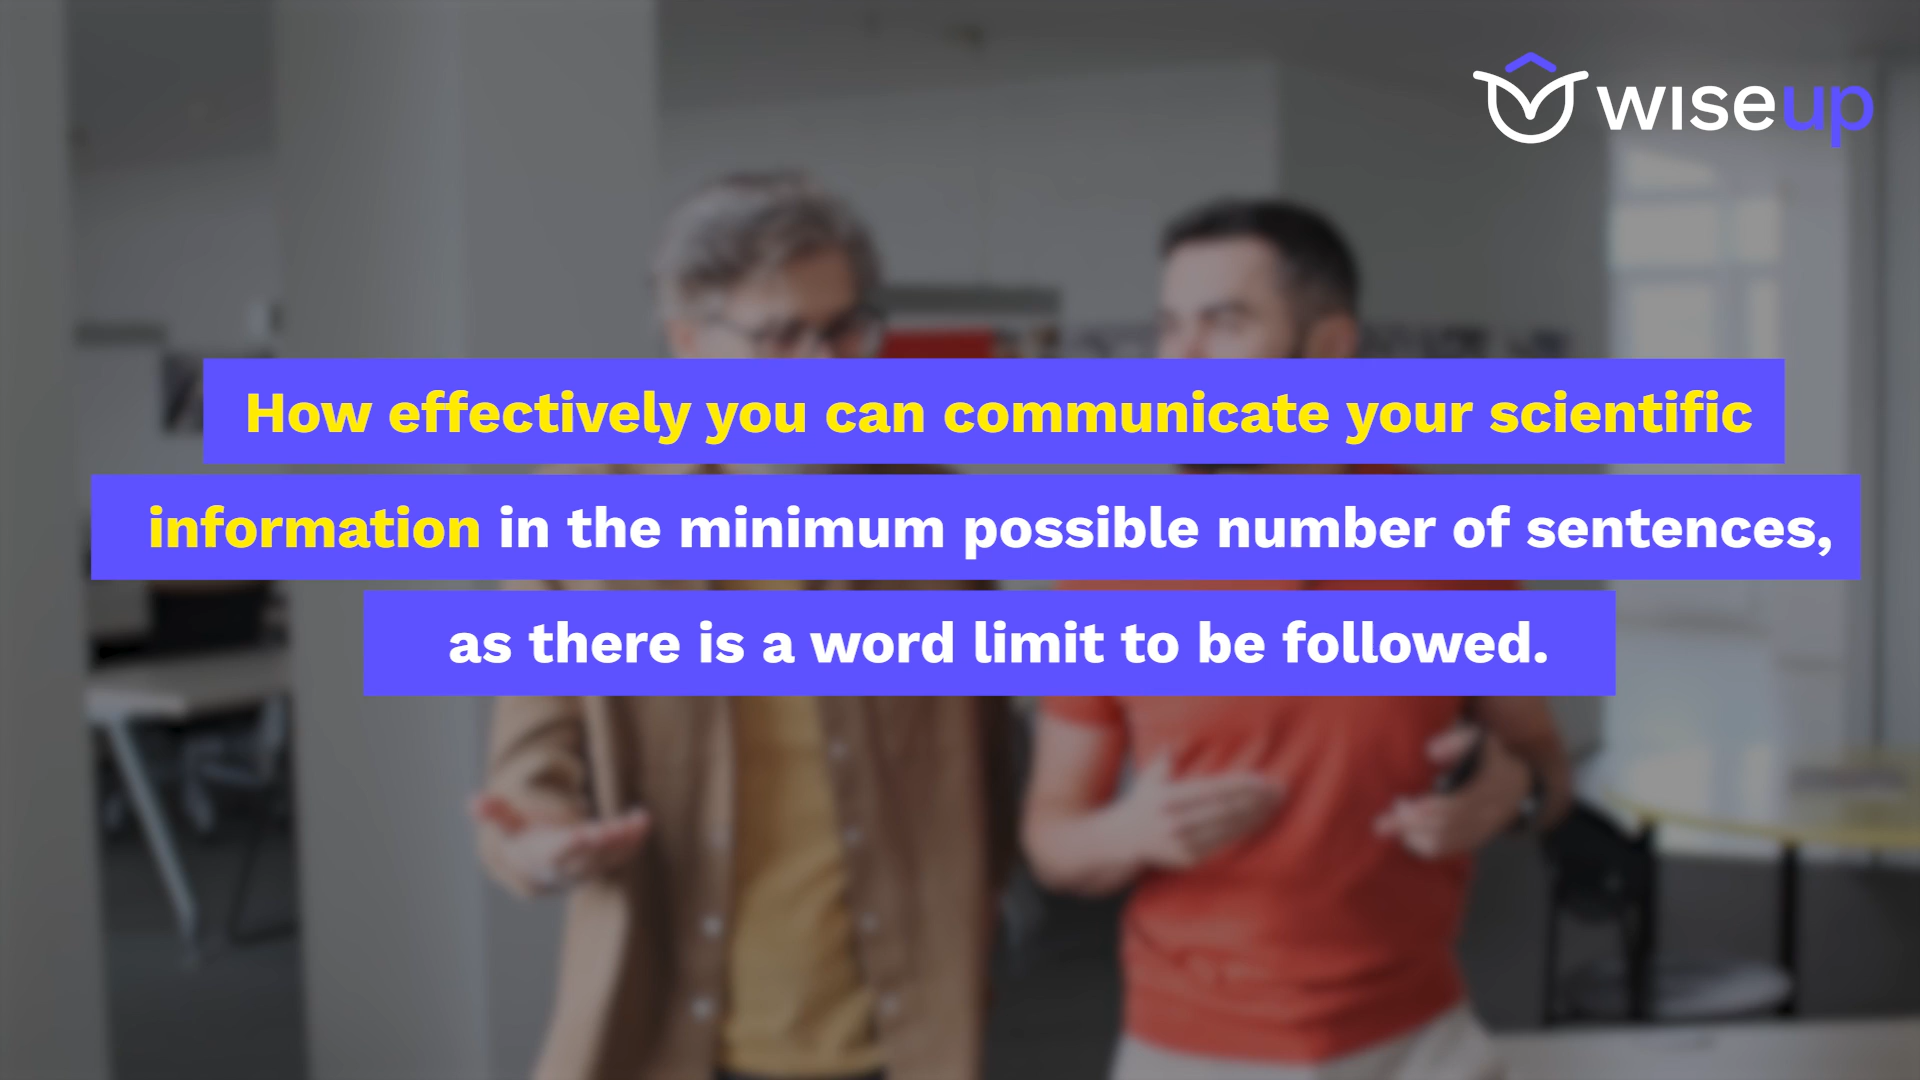 wiseup
How effectively you can communicate your scientific
information in the minimum possible number of sentences,
as there is a word limit to be followed.